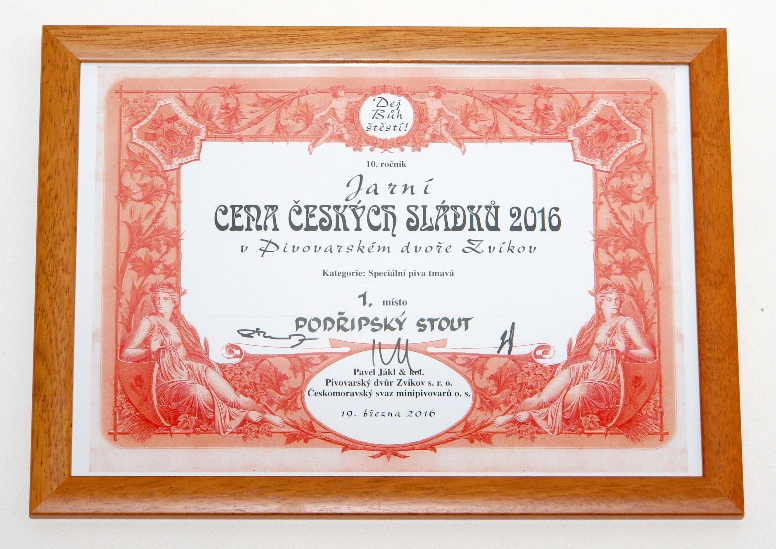 Dej
Bůh
štěstí!
10. ročník
Jarní
CENA ČESKÝCH SLÁDKŮ 2016
v Pivovarském dvoře Zvíkov
Kategorie: Speciální piva tmavá
1. místo
PODŘIPSKÝ STOUT
Pavel Jákl & kol.
Pivovarský dvůr Zvíkov s. r. o.
Českomoravský svaz minipivovarů o. s.
19. března 2016